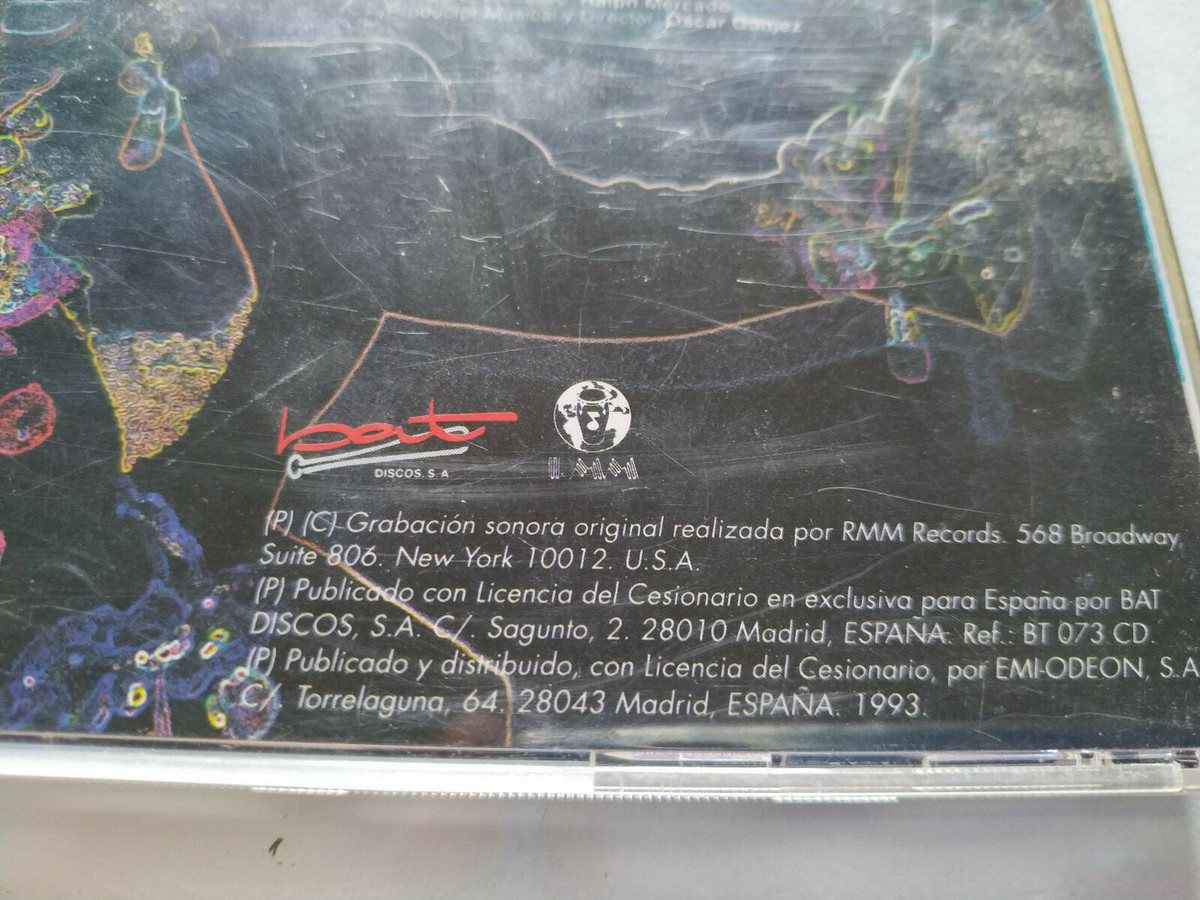 Ralph Mercado
Producción Musical y Director: Oscar Gómez
bat
DISCOS, S. A
(P) (C) Grabación sonora original realizada por RMM Records. 568 Broadway,
Suite 806. New York 10012. U.S.A.
(P) Publicado con Licencia del Cesionario en exclusiva para España por BAT
DISCOS, S.A. C/. Sagunto, 2. 28010 Madrid, ESPAÑA. Ref.: BT 073 CD.
(P) Publicado y distribuido, con Licencia del Cesionario, por EMI-ODEON, S.A
C/. Torrelaguna, 64. 28043 Madrid, ESPAÑA. 1993.